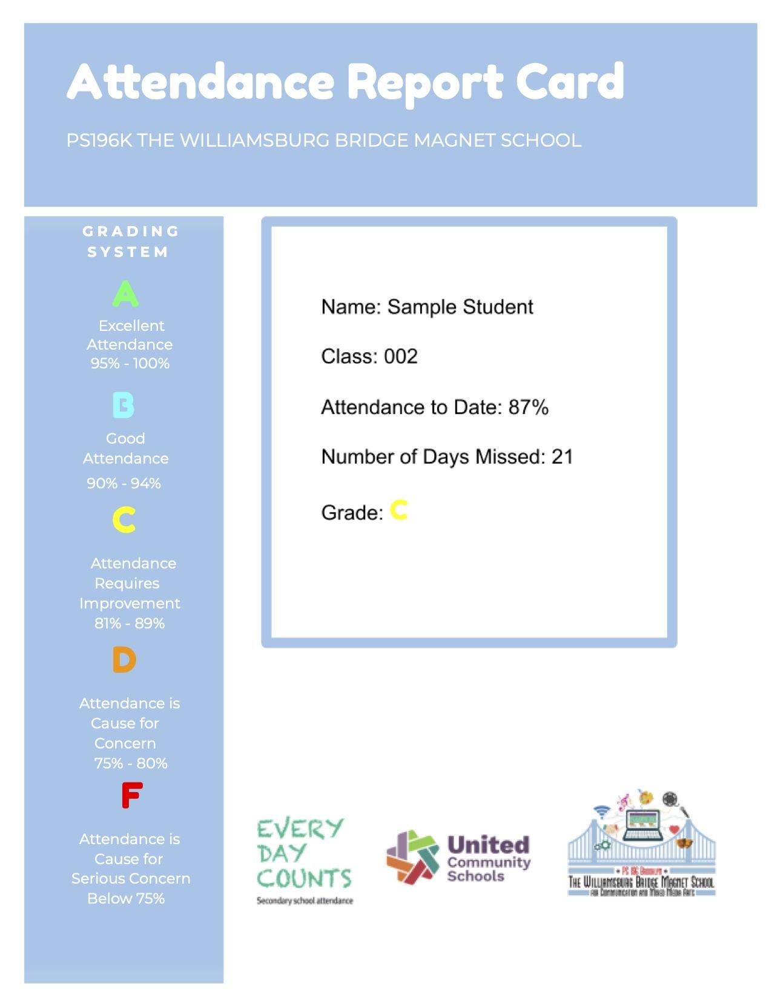 Attendance Report Card
PS196K THE WILLIAMSBURG BRIDGE MAGNET SCHOOL
GRADING
SYSTEM
A
Excellent
Attendance
95% - 100%
B
Good
Attendance
90% - 94%
C
Attendance
Requires
Improvement
81% - 89%
D
Attendance is
Cause for
Concern
75% - 80%
F
Attendance is
Cause for
Serious Concern
Below 75%
Name: Sample Student
Class: 002
Attendance to Date: 87%
Number of Days Missed: 21
Grade: C
EVERY
DAY
COUNTS
Secondary school attendance
United
Community
Schools
PS 196 Brooklyn
The Williamsburg Bridge Magnet School
for Communication and Mixed Media Arts